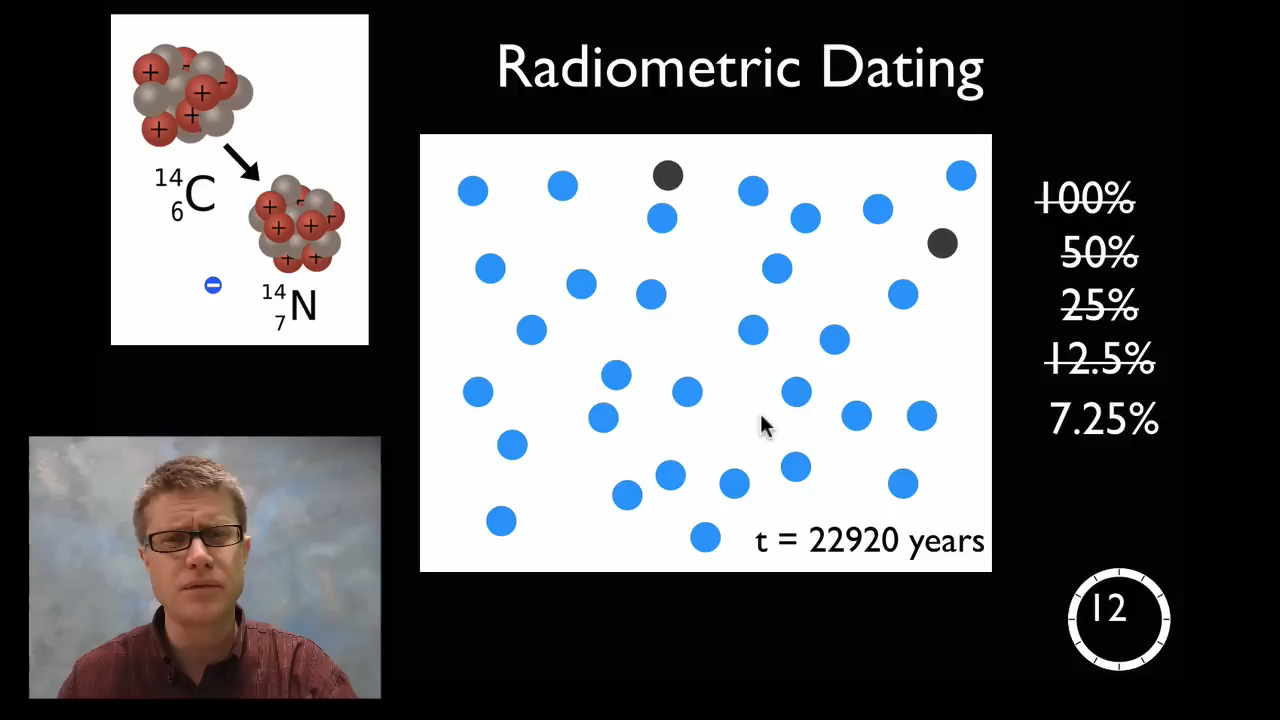 Radiometric Dating
14
6 C
14
7 N
100%
50%
25%
12.5%
7.25%
t = 22920 years
12